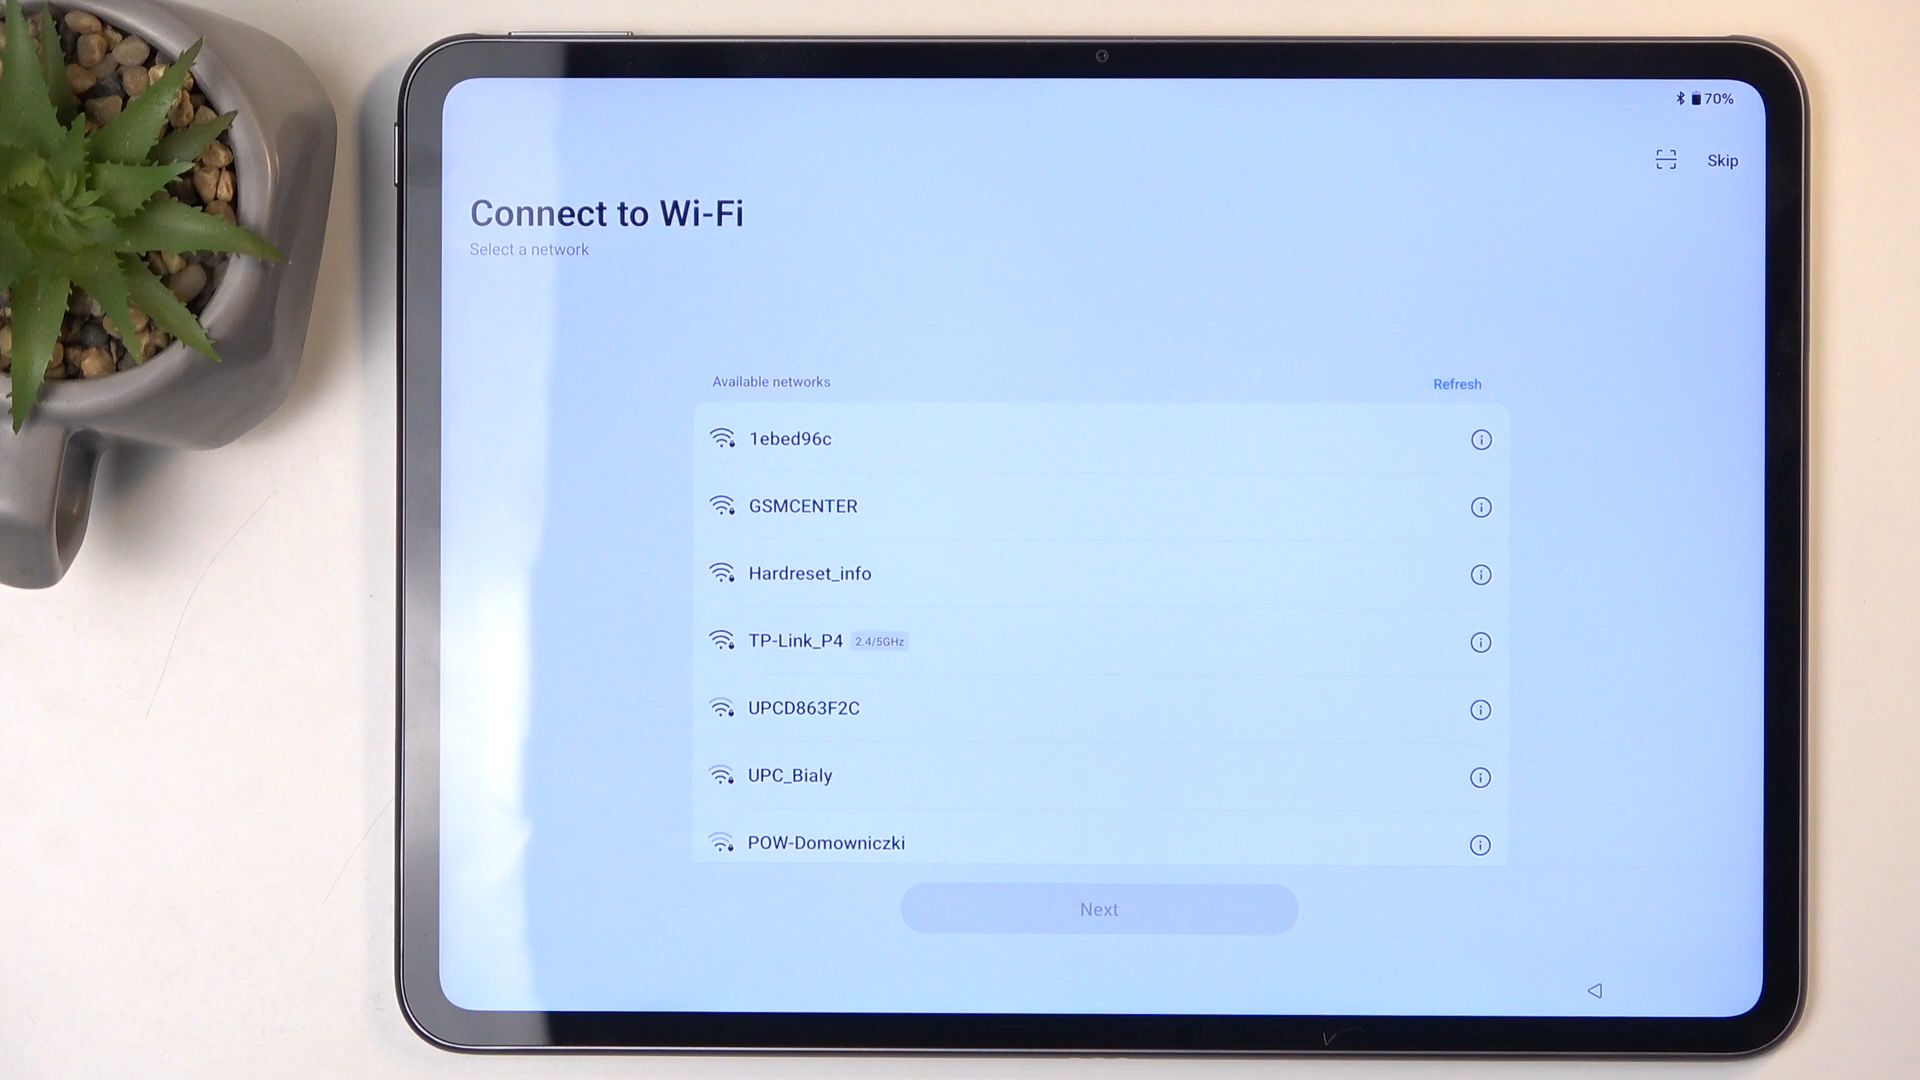 70%
Skip
Connect to Wi-Fi
Select a network
Available networks
Refresh
1ebed96c
GSMCENTER
Hardreset_info
TP-Link_P4 2.4/5GHz
UPCD863F2C
UPC_Bialy
POW-Domowniczki
Next